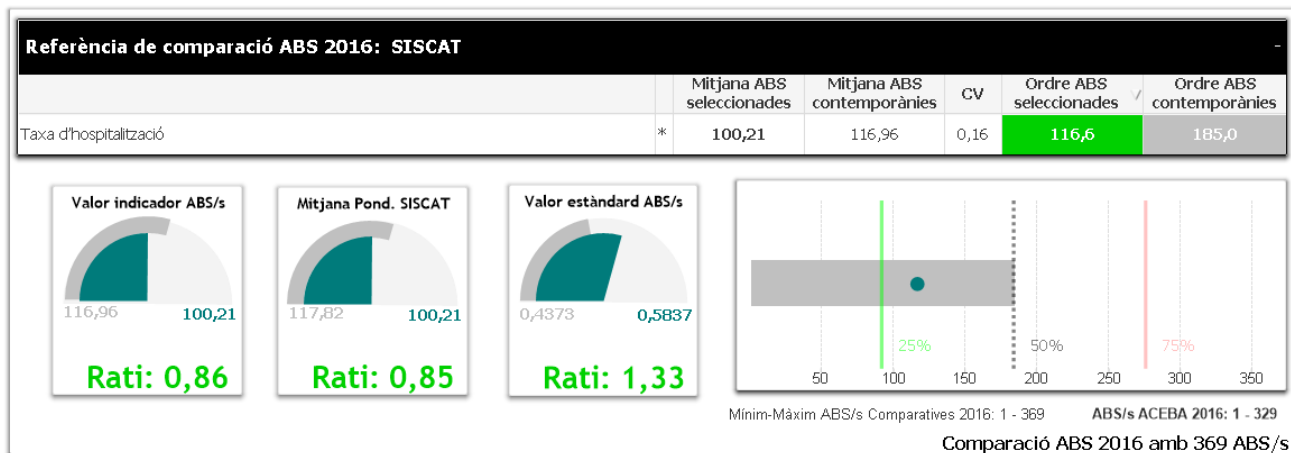 Referència de comparació ABS 2016: SISCAT
-
Mitjana ABS seleccionades
Mitjana ABS contemporànies
CV
Ordre ABS seleccionades
Ordre ABS contemporànies
Taxa d'hospitalització * 100,21 116,96 0,16 116,6 185,0
Valor indicador ABS/s
116,96 100,21
Rati: 0,86
Mitjana Pond. SISCAT
117,82 100,21
Rati: 0,85
Valor estàndard ABS/s
0,4373 0,5837
Rati: 1,33
25% 50% 75%
50 100 150 200 250 300 350
Mínim-Màxim ABS/s Comparatives 2016: 1 - 369 ABS/s ACEBA 2016: 1 - 329
Comparació ABS 2016 amb 369 ABS/s